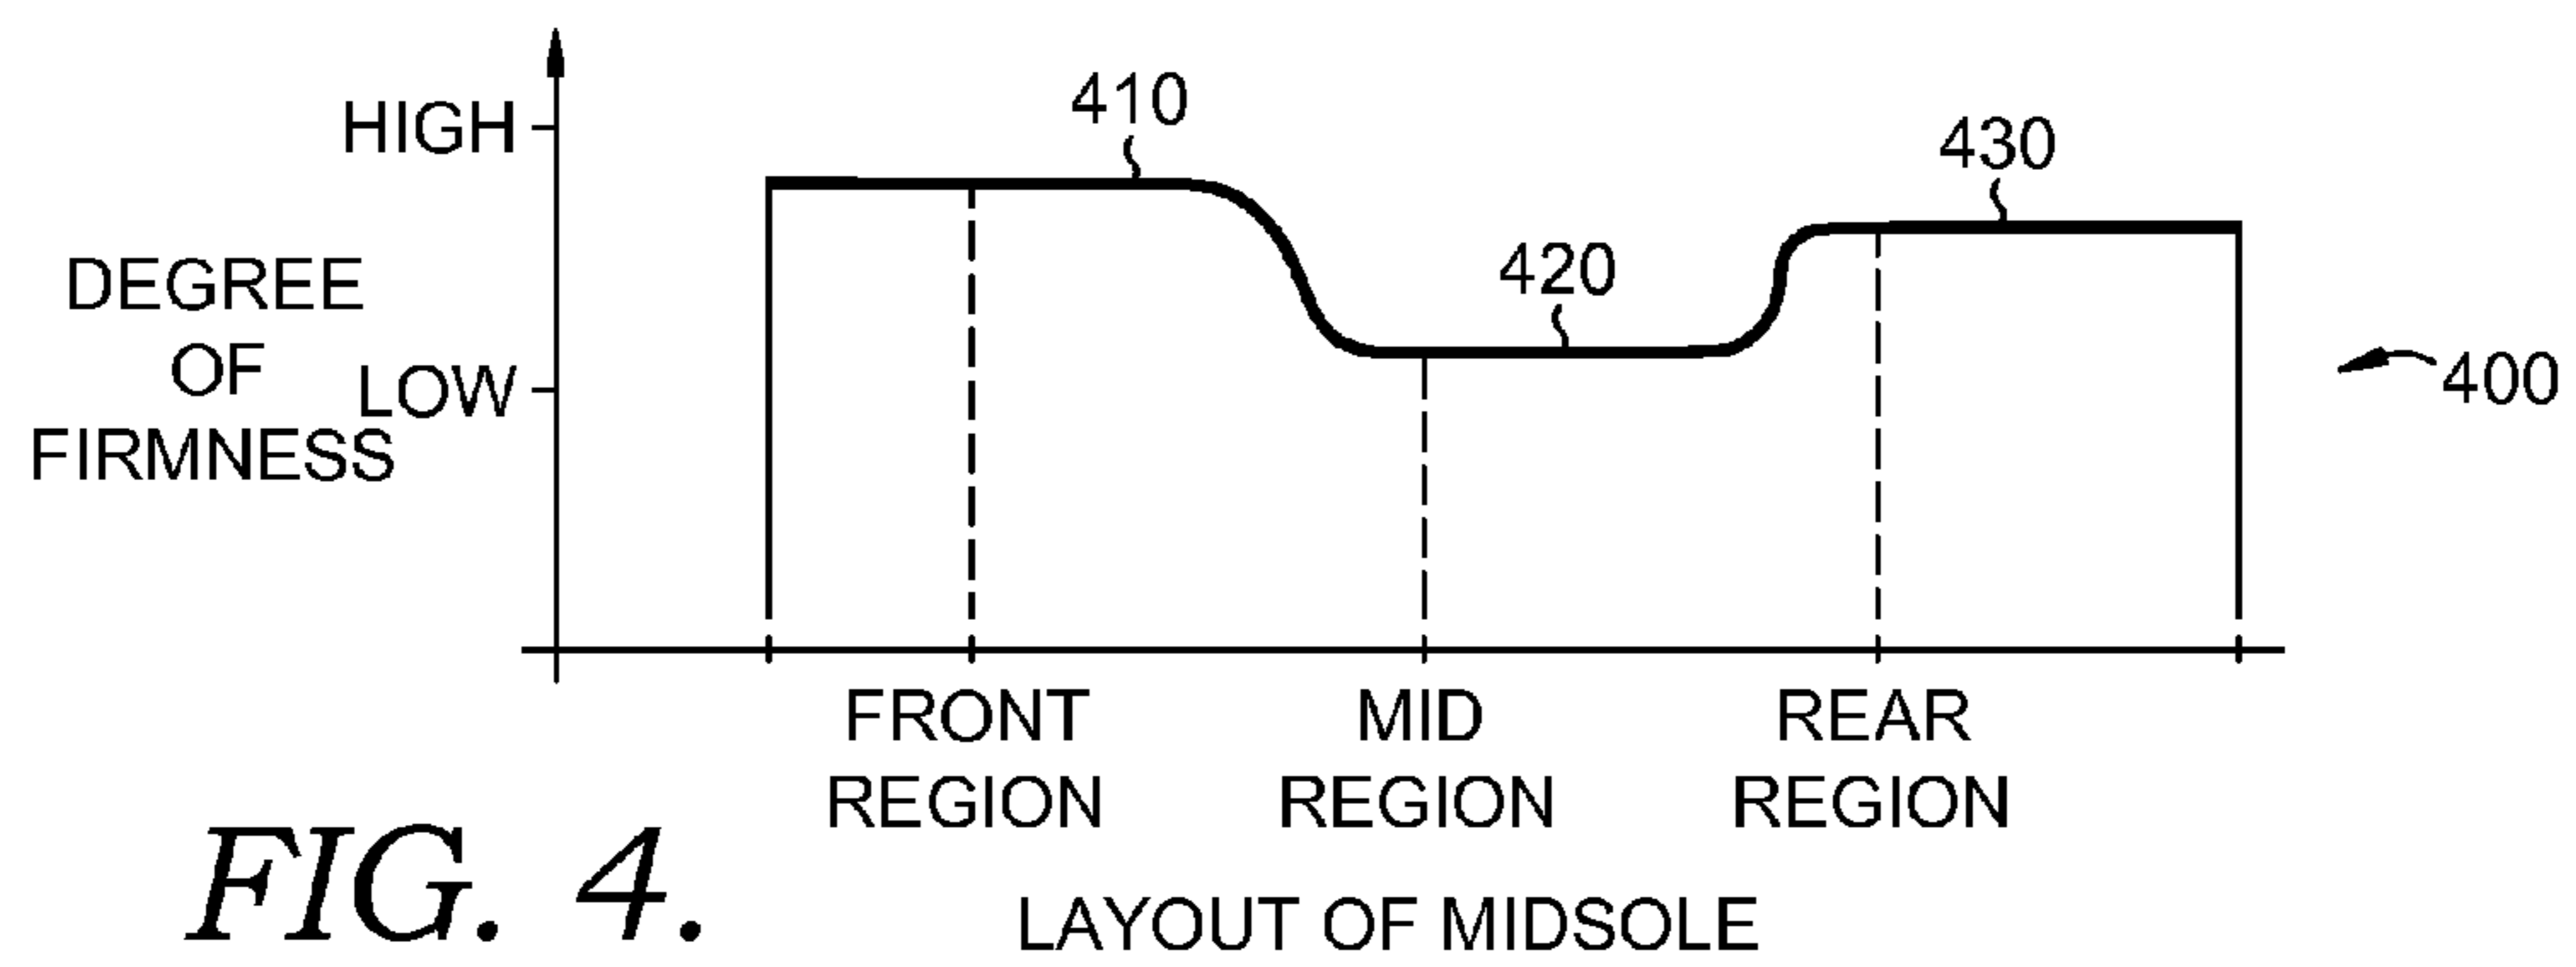 410
HIGH
430
DEGREE
OF
FIRMNESS
420
LOW
400
FRONT
REGION
MID
REGION
REAR
REGION
FIG. 4.
LAYOUT OF MIDSOLE